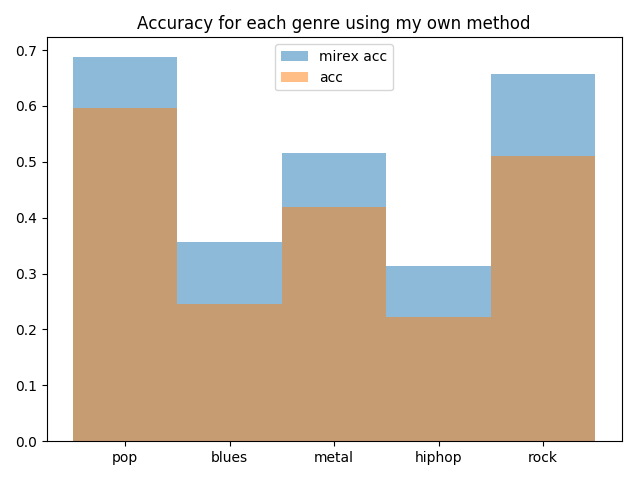 Accuracy for each genre using my own method
mirex acc
acc
0.7
0.6
0.5
0.4
0.3
0.2
0.1
0.0
pop blues metal hiphop rock